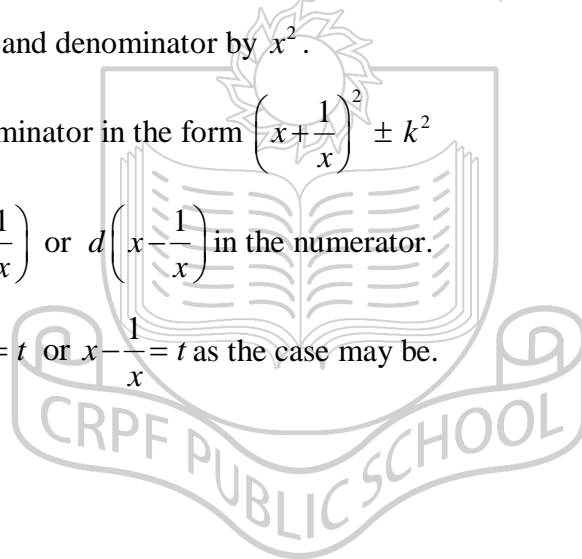 and denominator by x².
minator in the form (x+1/x)² ± k²
1/x) or d(x−1/x) in the numerator.
= t or x−1/x = t as the case may be.
CRPF PUBLIC SCHOOL